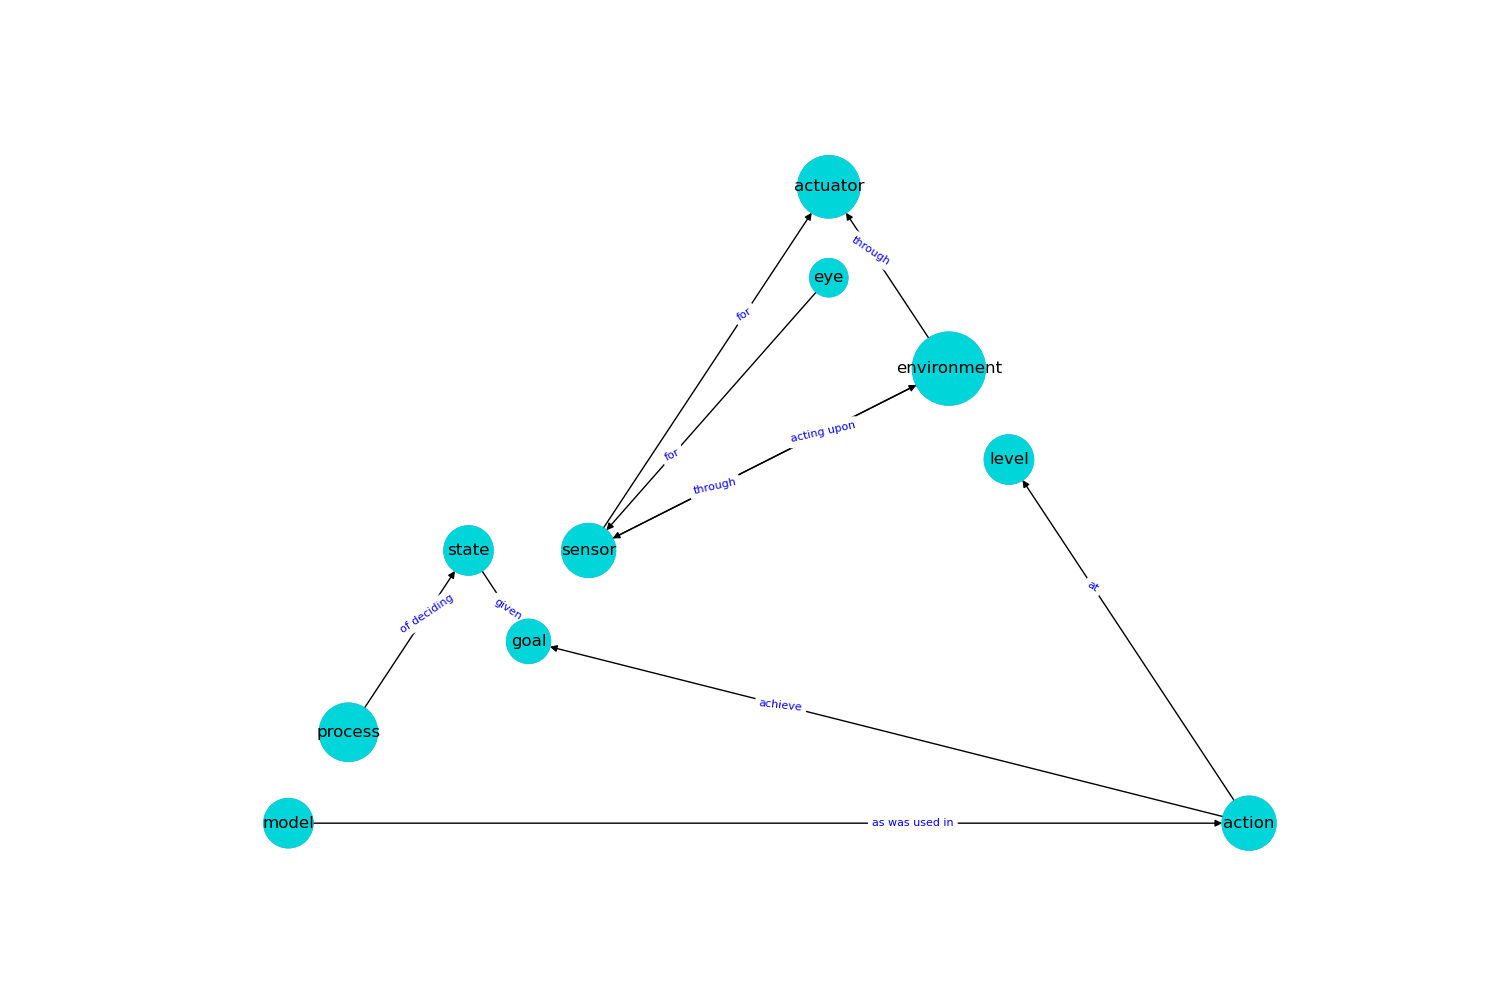 actuator
through
eye
for
environment
acting upon
for
level
through
state
sensor
at
given
of deciding
goal
achieve
process
model
as was used in
action